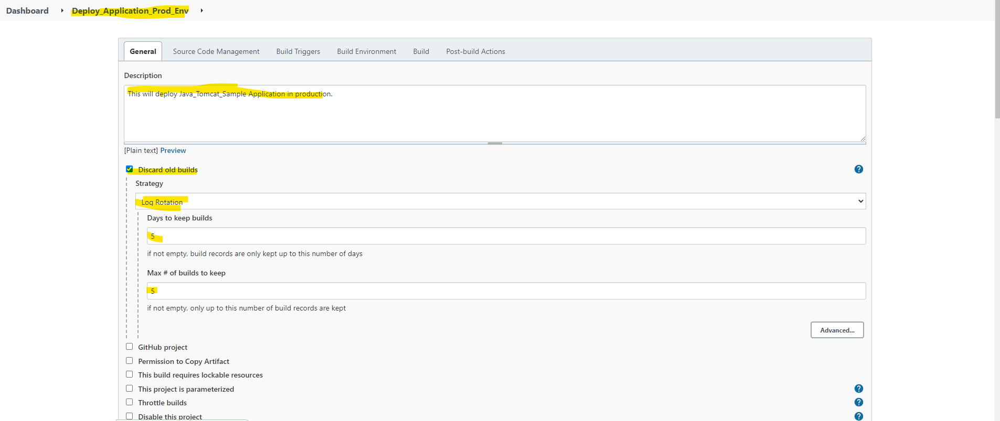 Dashboard Deploy_Application_Prod_Env
General Source Code Management Build Triggers Build Environment Build Post-build Actions
Description
This will deploy Java_Tomcat_Sample Application in production.
[Plain text] Preview
Discard old builds ?
Strategy
Log Rotation
Days to keep builds
5
if not empty, build records are only kept up to this number of days
Max # of builds to keep
5
if not empty, only up to this number of build records are kept
Advanced...
GitHub project
Permission to Copy Artifact
This build requires lockable resources
This project is parameterized ?
Throttle builds ?
Disable this project ?